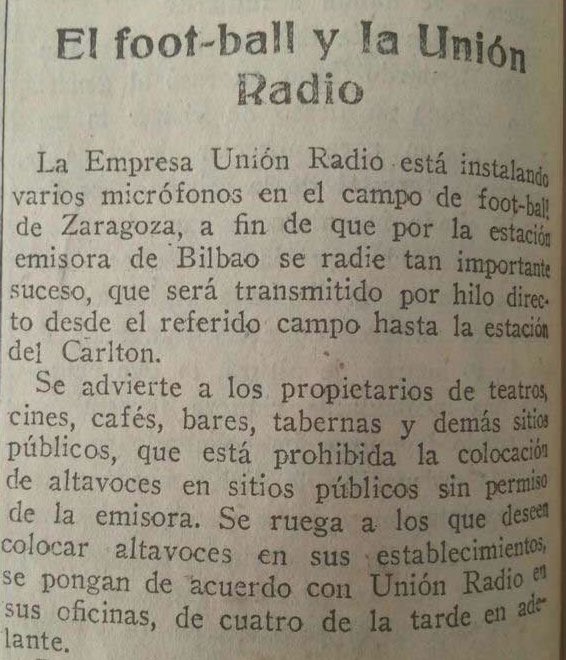 El foot-ball y la Unión
Radio
La Empresa Unión Radio está instalando
varios micrófonos en el campo de foot-ball
de Zaragoza, a fin de que por la estación
emisora de Bilbao se radie tan importante
suceso, que será transmitido por hilo direc-
to desde el referido campo hasta la estación
del Carlton.
Se advierte a los propietarios de teatros,
cines, cafés, bares, tabernas y demás sitios
públicos, que está prohibida la colocación
de altavoces en sitios públicos sin permiso
de la emisora. Se ruega a los que deseen
colocar altavoces en sus establecimientos,
se pongan de acuerdo con Unión Radio en
sus oficinas, de cuatro de la tarde en ade-
lante.